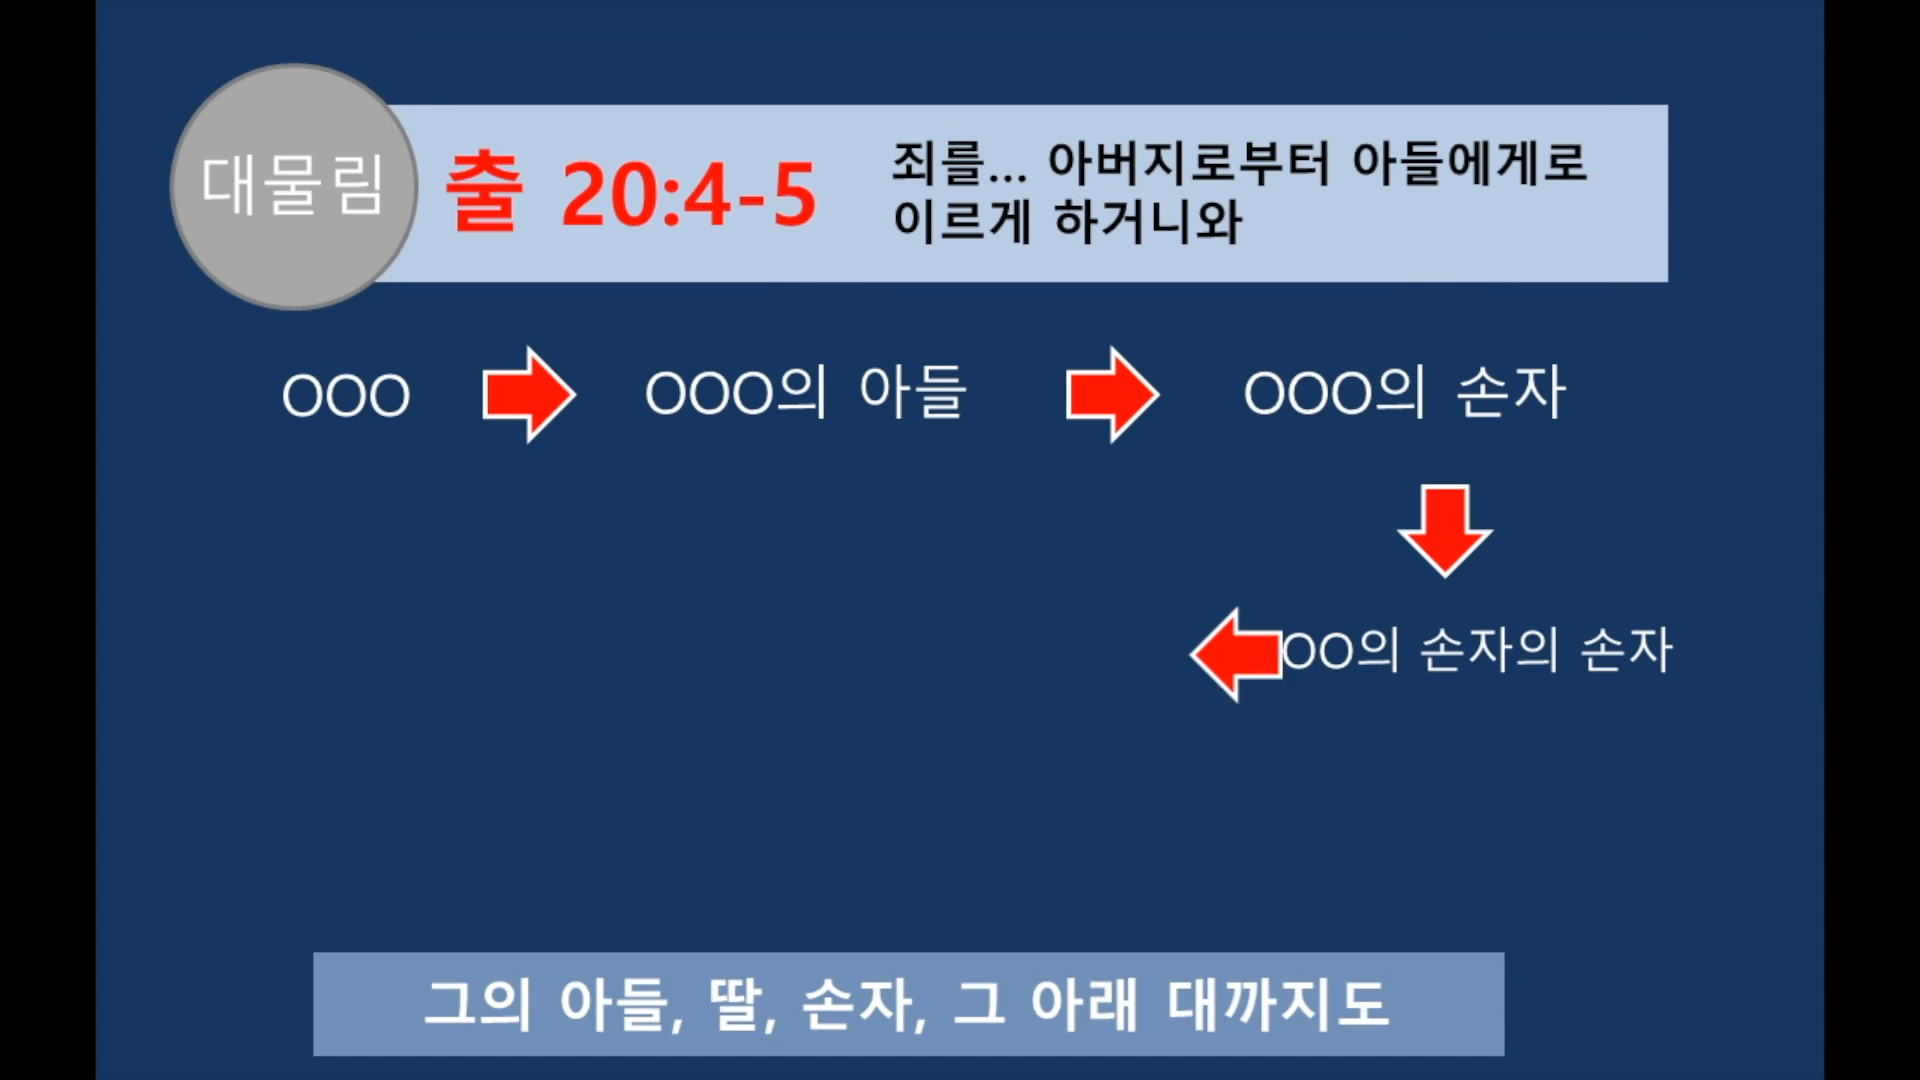 대물림
출 20:4-5
죄를... 아버지로부터 아들에게로
이르게 하거니와
OOO
OOO의 아들
OOO의 손자
OO의 손자의 손자
그의 아들, 딸, 손자, 그 아래 대까지도